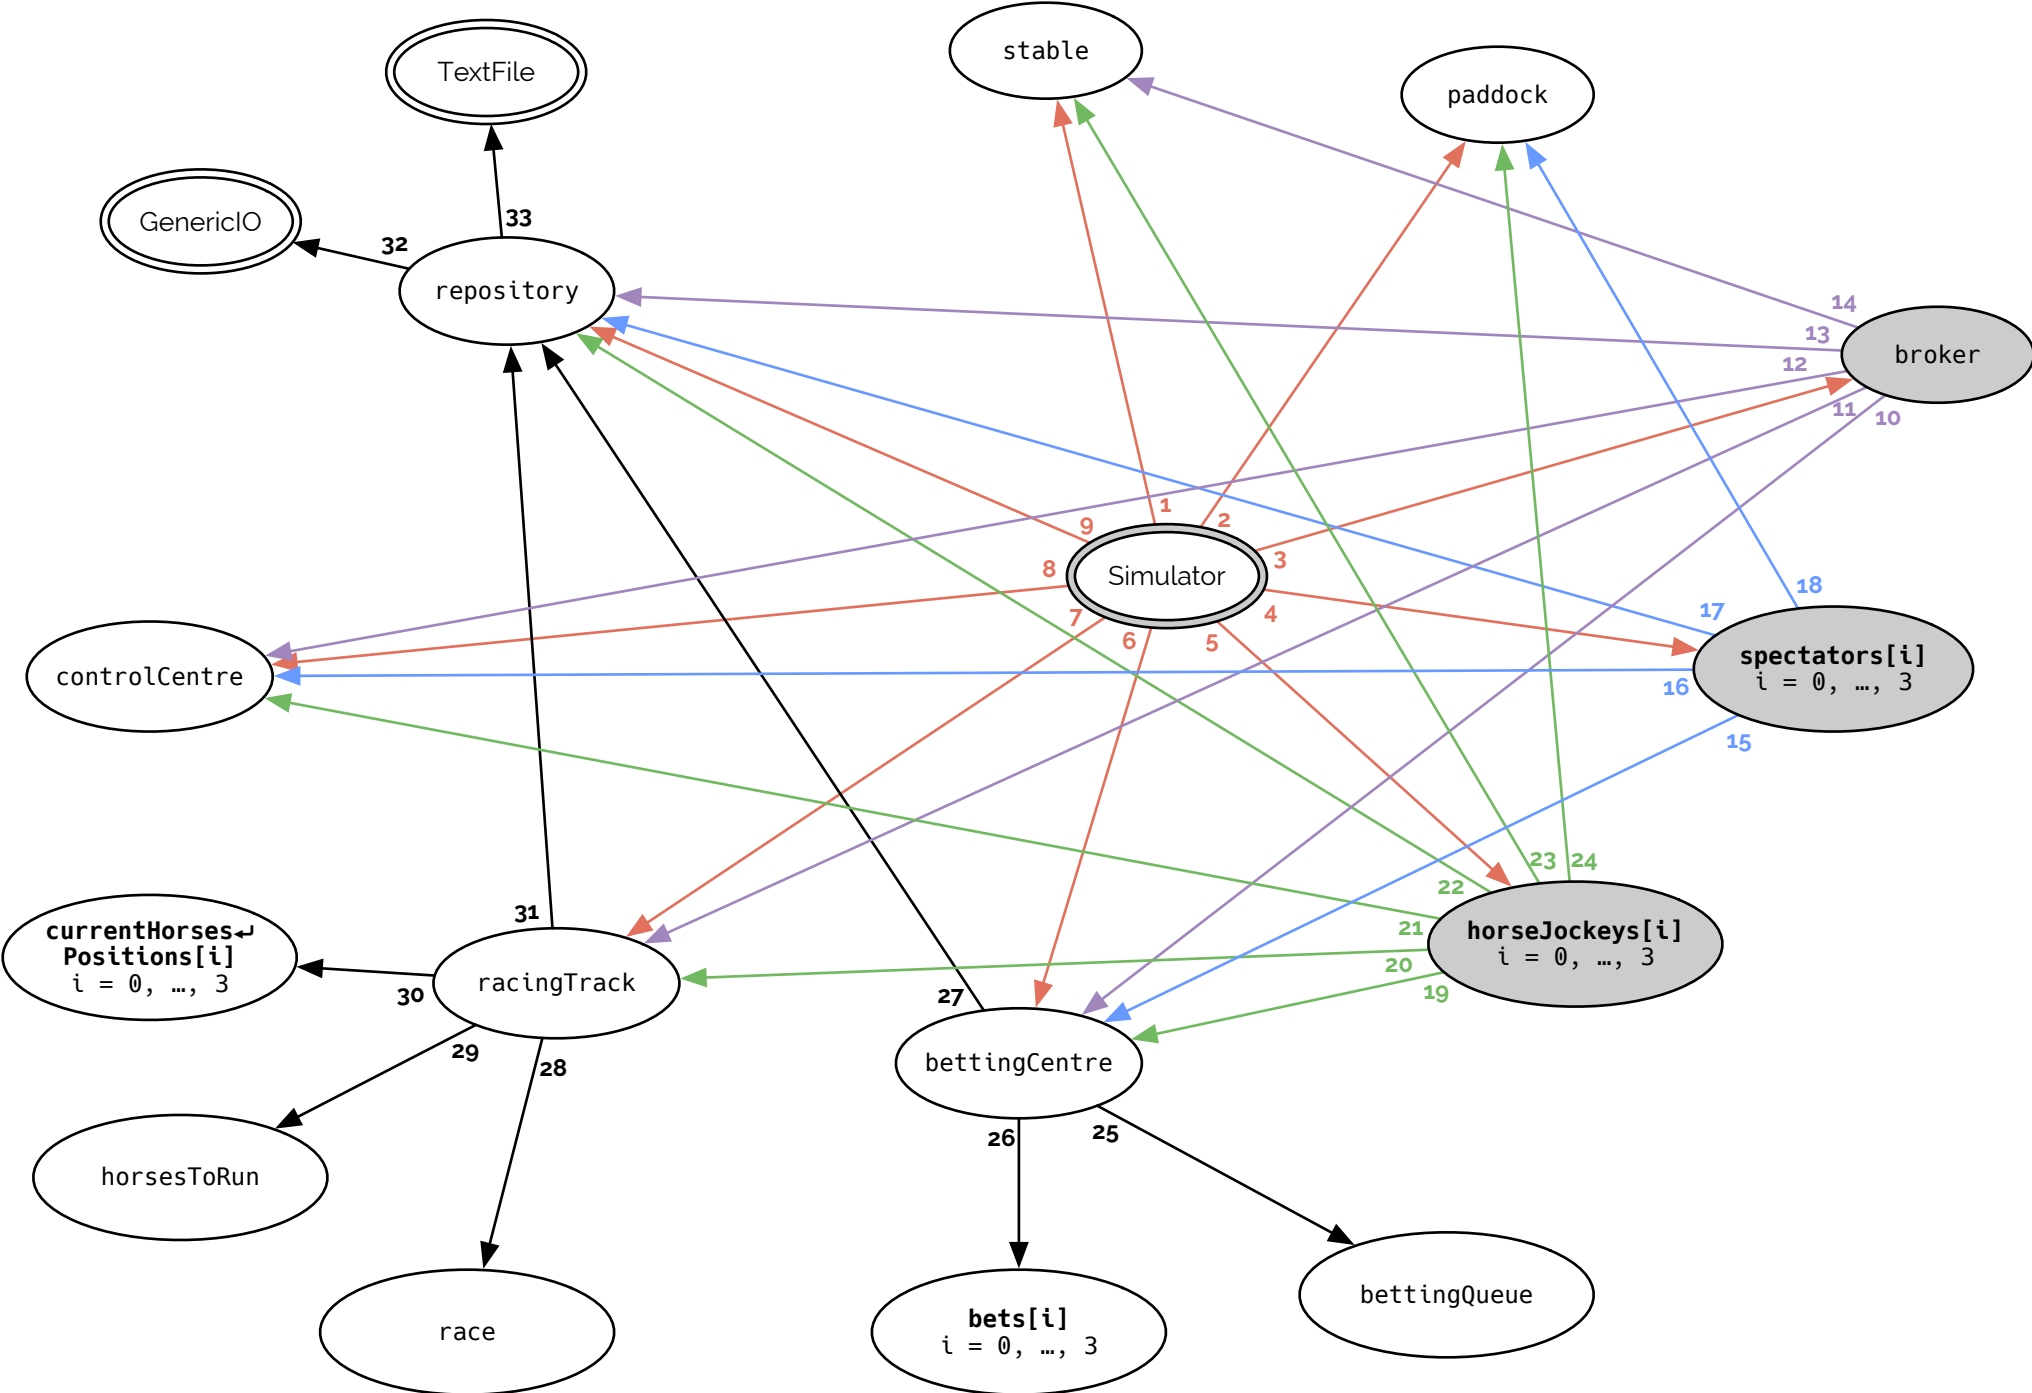 stable
TextFile
paddock
GenericIO
33
32
repository
14
13
broker
12
11
10
1
2
9
3
8
Simulator
18
17
7
6
5
4
controlCentre
spectators[i]
i = 0, …, 3
16
15
23
24
22
31
21
currentHorses↵
Positions[i]
i = 0, …, 3
horseJockeys[i]
i = 0, …, 3
racingTrack
20
30
27
19
29
28
bettingCentre
26
25
horsesToRun
bettingQueue
race
bets[i]
i = 0, …, 3